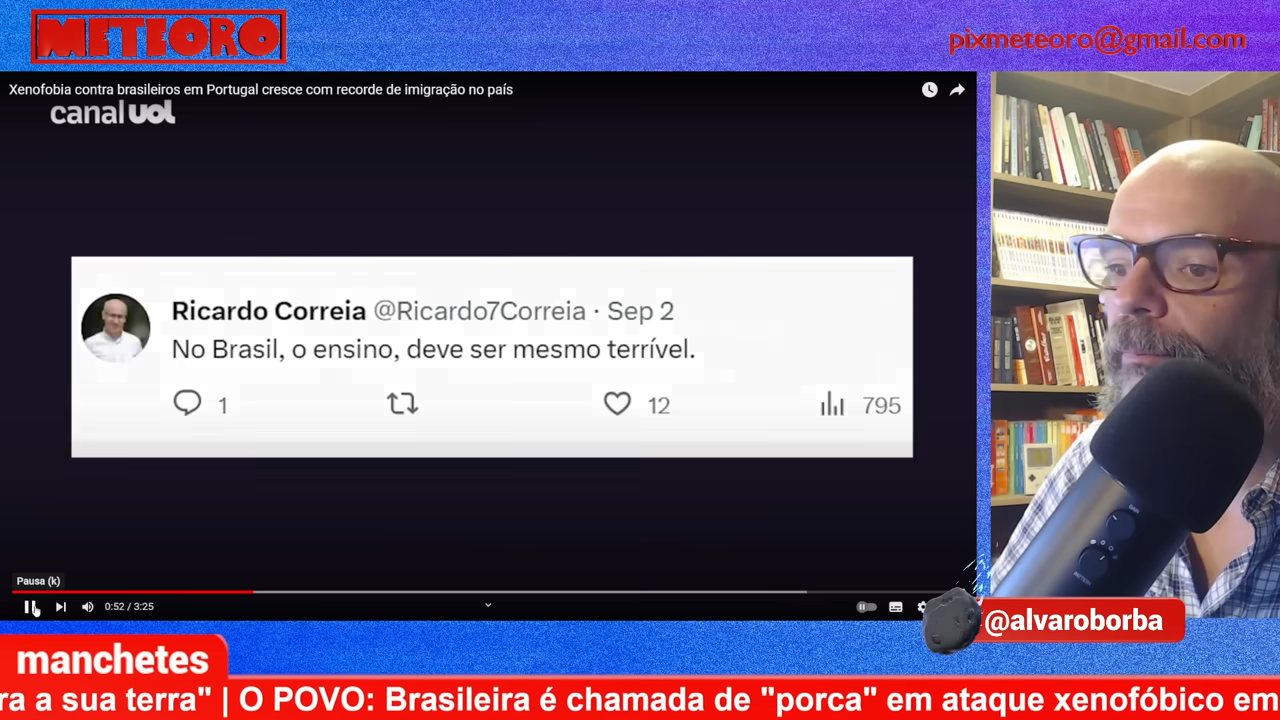 METEORO
pixmeteoro@gmail.com
Xenofobia contra brasileiros em Portugal cresce com recorde de imigração no país
canal uol
Ricardo Correia @Ricardo7Correia · Sep 2
No Brasil, o ensino, deve ser mesmo terrível.
1 12 795
Pausa (k)
0:52 / 3:25
@alvaroborba
manchetes
ra a sua terra" | O POVO: Brasileira é chamada de "porca" em ataque xenofóbico em